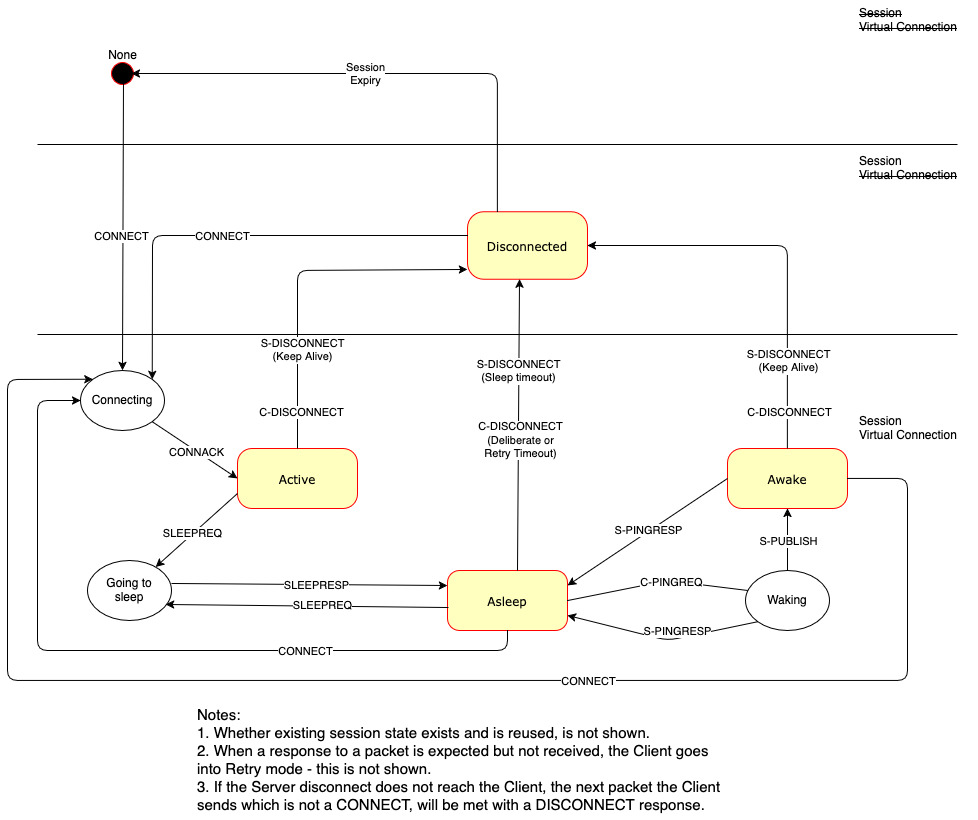 Session
Virtual Connection
None
Session
Expiry
Session
Virtual Connection
CONNECT
CONNECT
Disconnected
S-DISCONNECT
(Keep Alive)
S-DISCONNECT
(Sleep timeout)
S-DISCONNECT
(Keep Alive)
Connecting
C-DISCONNECT
C-DISCONNECT
(Deliberate or
Retry Timeout)
C-DISCONNECT
Session
Virtual Connection
CONNACK
Active
Awake
SLEEPREQ
S-PINGRESP
S-PUBLISH
Going to
sleep
SLEEPRESP
SLEEPREQ
Asleep
C-PINGREQ
Waking
S-PINGRESP
CONNECT
CONNECT
Notes:
1. Whether existing session state exists and is reused, is not shown.
2. When a response to a packet is expected but not received, the Client goes
into Retry mode - this is not shown.
3. If the Server disconnect does not reach the Client, the next packet the Client
sends which is not a CONNECT, will be met with a DISCONNECT response.